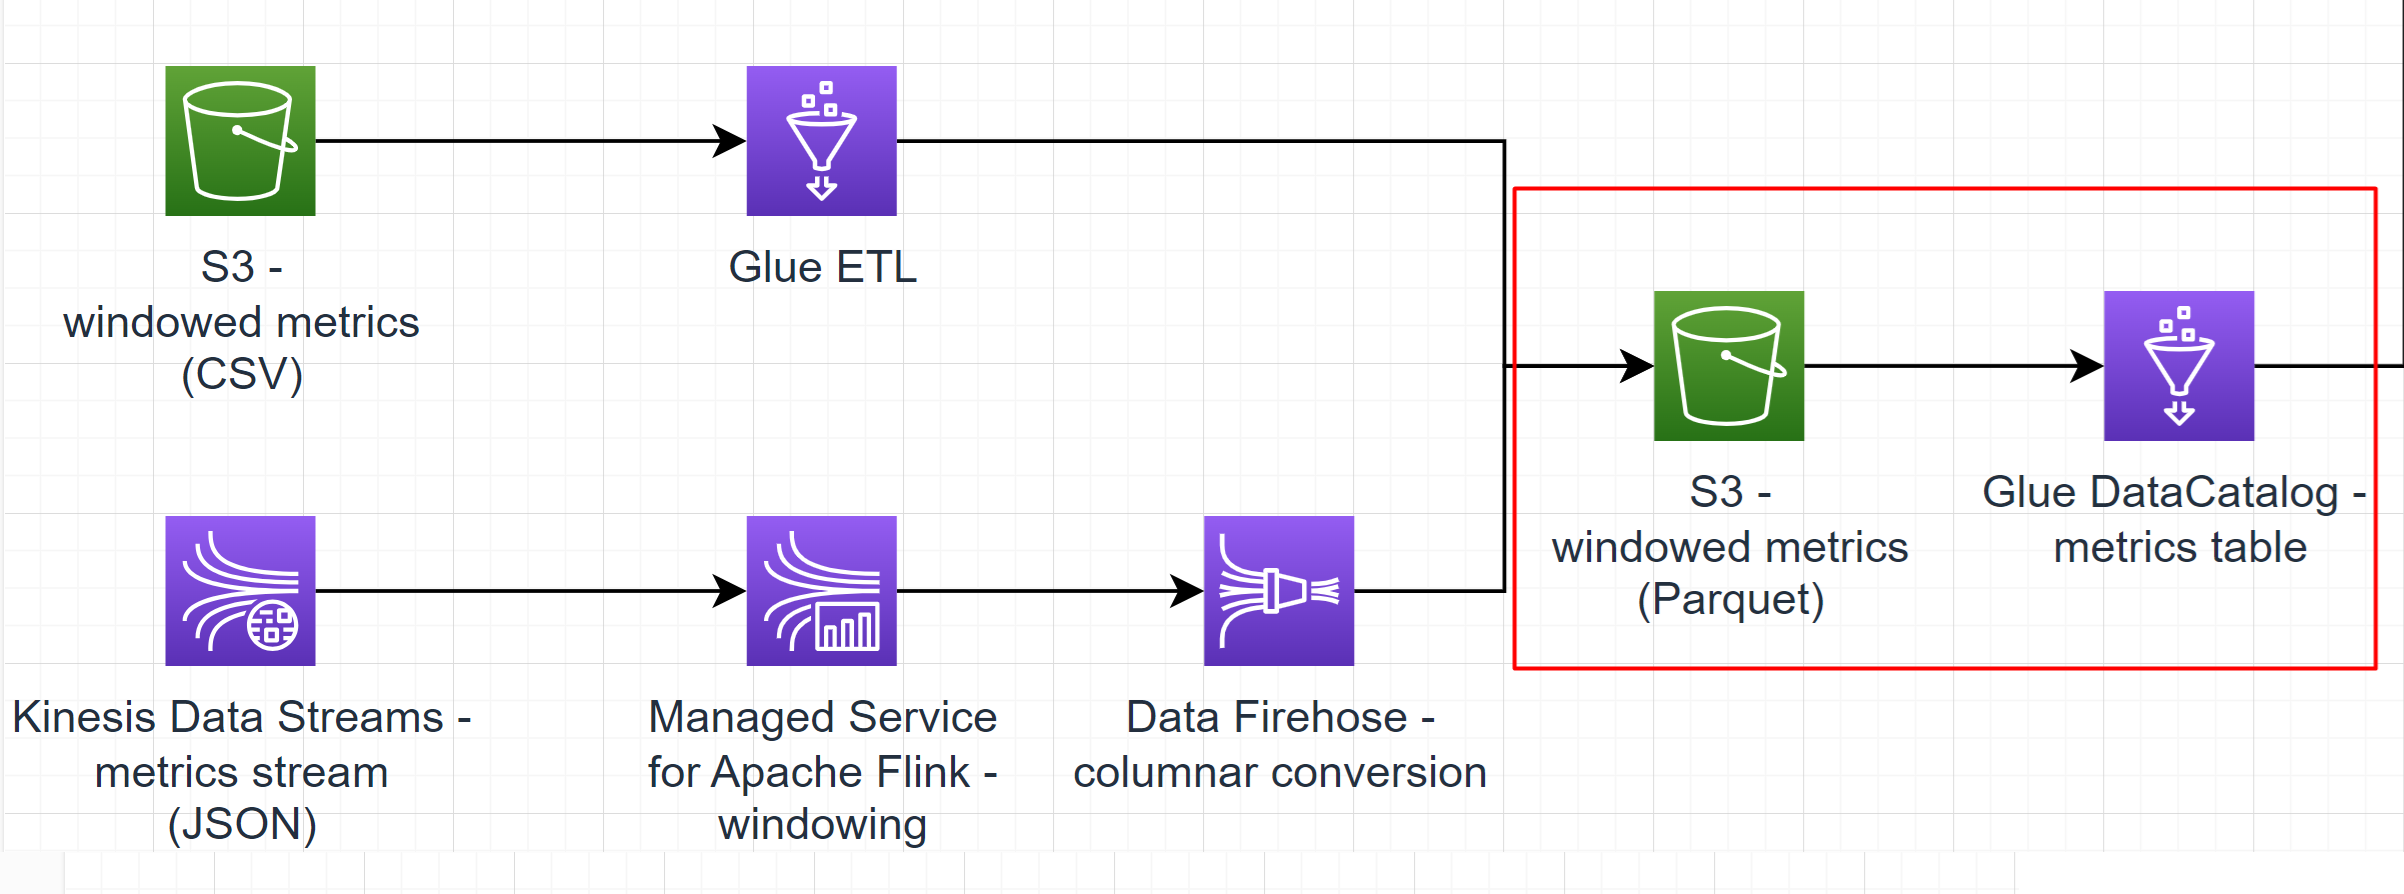 S3 -
windowed metrics
(CSV)
Glue ETL
S3 -
windowed metrics
(Parquet)
Glue DataCatalog -
metrics table
Kinesis Data Streams -
metrics stream
(JSON)
Managed Service
for Apache Flink -
windowing
Data Firehose -
columnar conversion